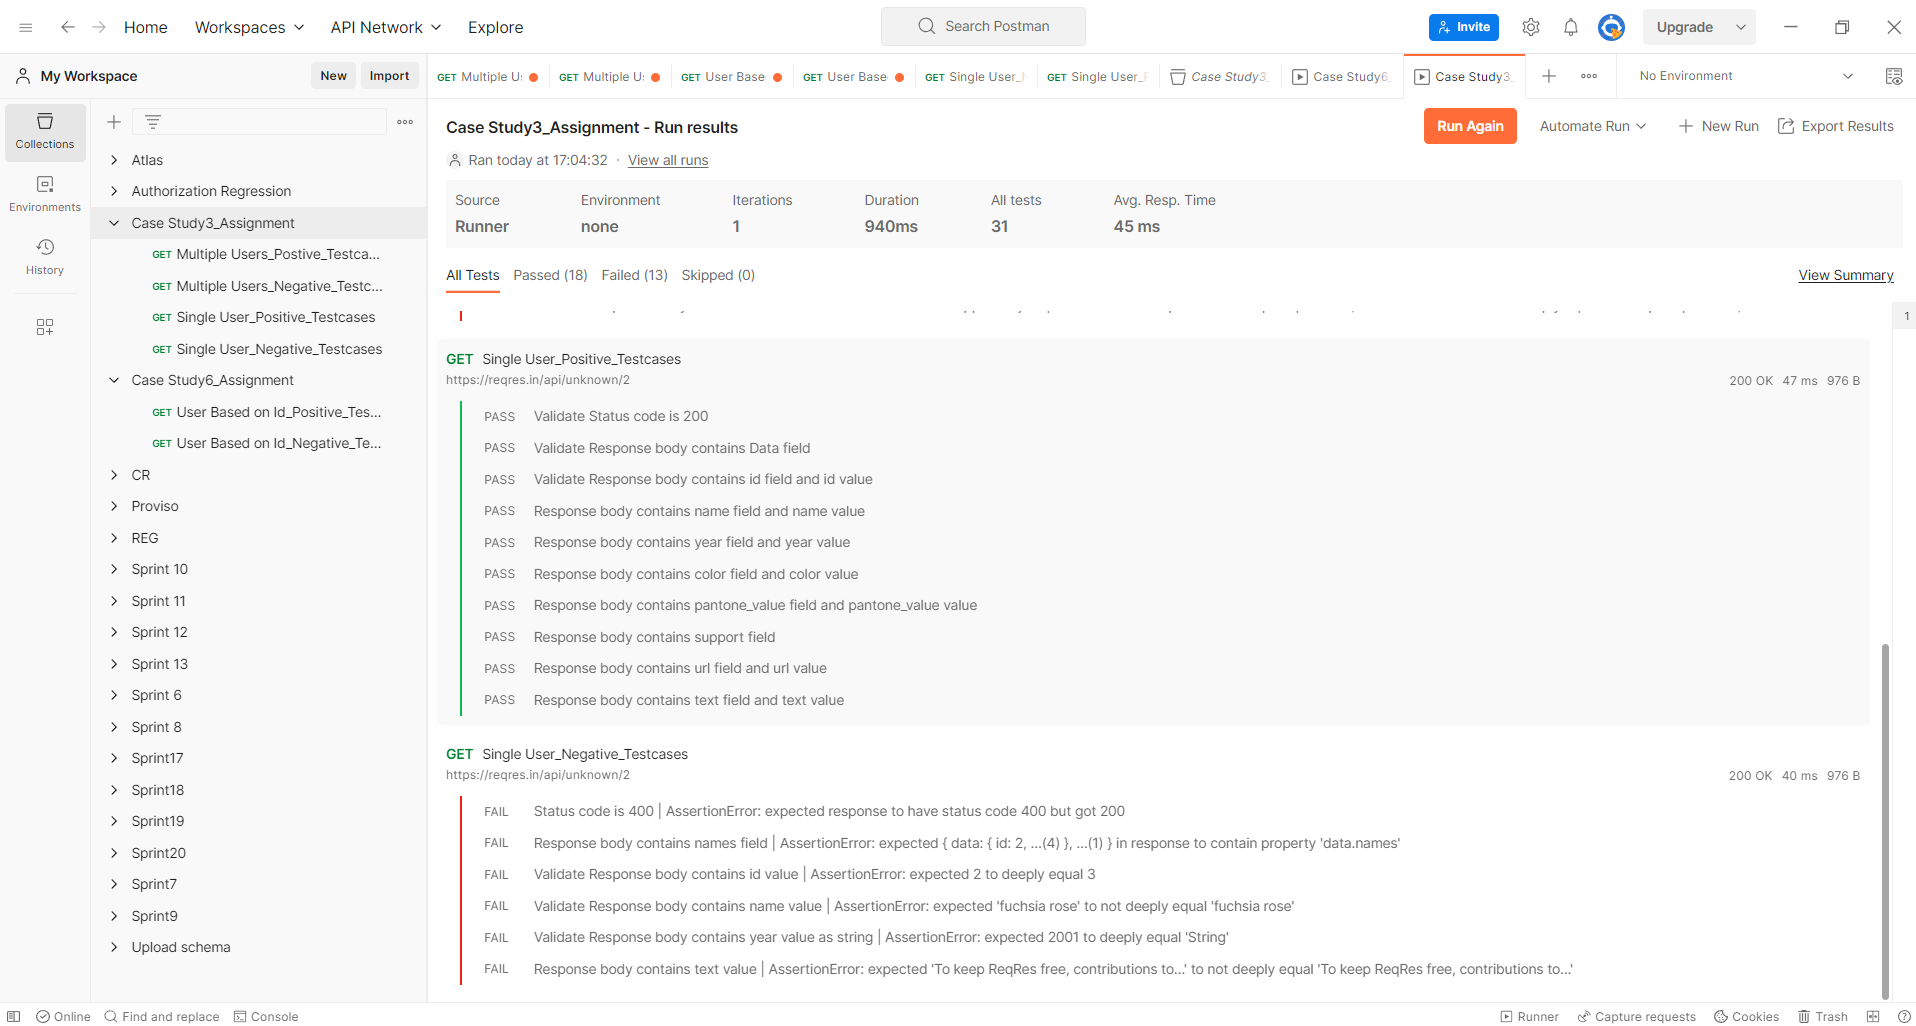 Home
Workspaces
API Network
Explore
Search Postman
Invite
Upgrade
My Workspace
New
Import
GET Multiple U
GET Multiple U
GET User Base
GET User Base
GET Single User_
GET Single User_
Case Study3_
Case Study6_
Case Study3_
No Environment
Collections
Environments
History
Atlas
Authorization Regression
Case Study3_Assignment
GET Multiple Users_Postive_Testca...
GET Multiple Users_Negative_Testc...
GET Single User_Positive_Testcases
GET Single User_Negative_Testcases
Case Study6_Assignment
GET User Based on Id_Positive_Tes...
GET User Based on Id_Negative_Te...
CR
Proviso
REG
Sprint 10
Sprint 11
Sprint 12
Sprint 13
Sprint 6
Sprint 8
Sprint17
Sprint18
Sprint19
Sprint20
Sprint7
Sprint9
Upload schema
Case Study3_Assignment - Run results
Run Again
Automate Run
New Run
Export Results
Ran today at 17:04:32 · View all runs
Source Environment Iterations Duration All tests Avg. Resp. Time
Runner none 1 940ms 31 45 ms
All Tests Passed (18) Failed (13) Skipped (0)
View Summary
1
GET Single User_Positive_Testcases
https://reqres.in/api/unknown/2
200 OK 47 ms 976 B
PASS Validate Status code is 200
PASS Validate Response body contains Data field
PASS Validate Response body contains id field and id value
PASS Response body contains name field and name value
PASS Response body contains year field and year value
PASS Response body contains color field and color value
PASS Response body contains pantone_value field and pantone_value value
PASS Response body contains support field
PASS Response body contains url field and url value
PASS Response body contains text field and text value
GET Single User_Negative_Testcases
https://reqres.in/api/unknown/2
200 OK 40 ms 976 B
FAIL Status code is 400 | AssertionError: expected response to have status code 400 but got 200
FAIL Response body contains names field | AssertionError: expected { data: { id: 2, ...(4) }, ...(1) } in response to contain property 'data.names'
FAIL Validate Response body contains id value | AssertionError: expected 2 to deeply equal 3
FAIL Validate Response body contains name value | AssertionError: expected 'fuchsia rose' to not deeply equal 'fuchsia rose'
FAIL Validate Response body contains year value as string | AssertionError: expected 2001 to deeply equal 'String'
FAIL Response body contains text value | AssertionError: expected 'To keep ReqRes free, contributions to...' to not deeply equal 'To keep ReqRes free, contributions to...'
Online
Find and replace
Console
Runner
Capture requests
Cookies
Trash